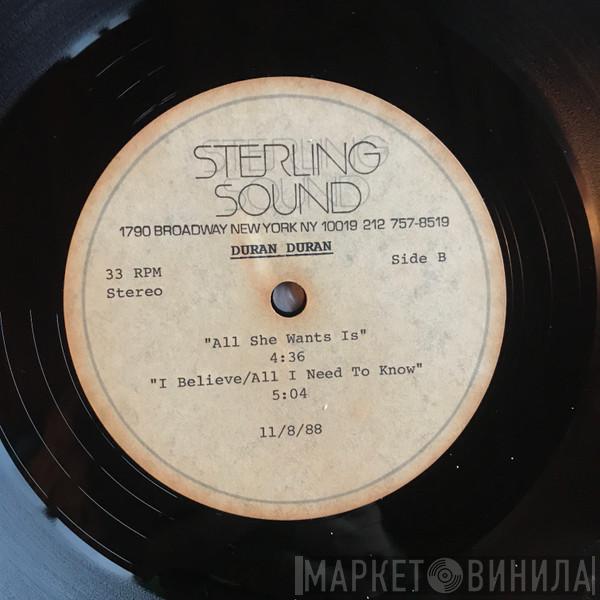 STERLING
SOUND
1790 BROADWAY NEW YORK NY 10019 212 757-8519
DURAN DURAN
33 RPM
Stereo
Side B
"All She Wants Is"
4:36
"I Believe/All I Need To Know"
5:04
11/8/88
МАРКЕТ ВИНИЛА